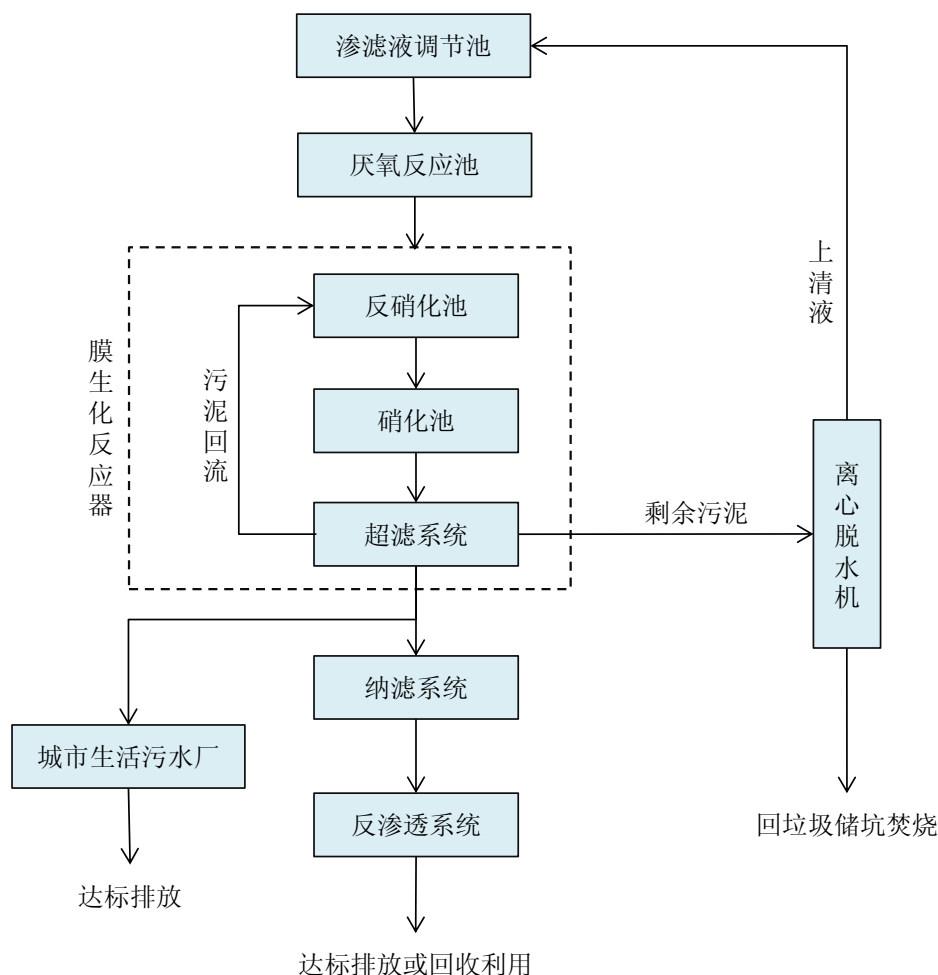 渗滤液调节池
厌氧反应池
上清液
反硝化池
膜生化反应器
污泥回流
硝化池
离心脱水机
剩余污泥
超滤系统
纳滤系统
城市生活污水厂
反渗透系统
回垃圾储坑焚烧
达标排放
达标排放或回收利用